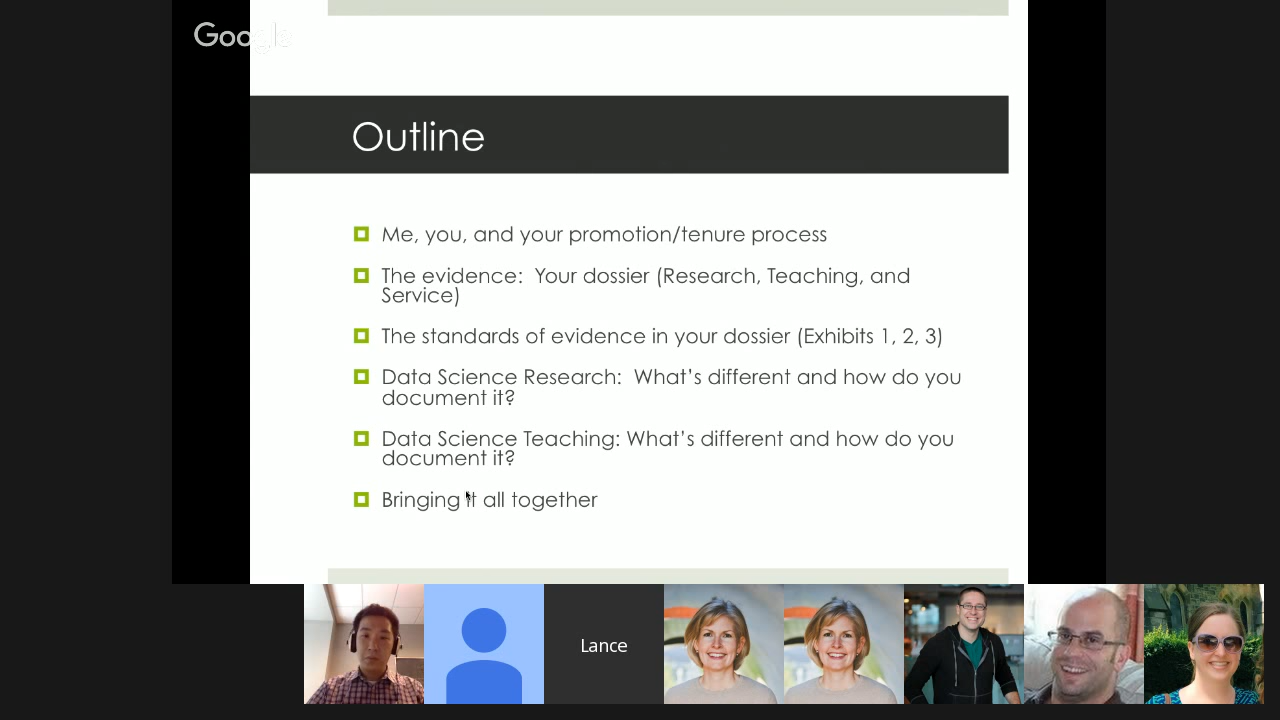 Google
Outline
Me, you, and your promotion/tenure process
The evidence:  Your dossier (Research, Teaching, and
Service)
The standards of evidence in your dossier (Exhibits 1, 2, 3)
Data Science Research:  What's different and how do you
document it?
Data Science Teaching: What's different and how do you
document it?
Bringing it all together
Lance